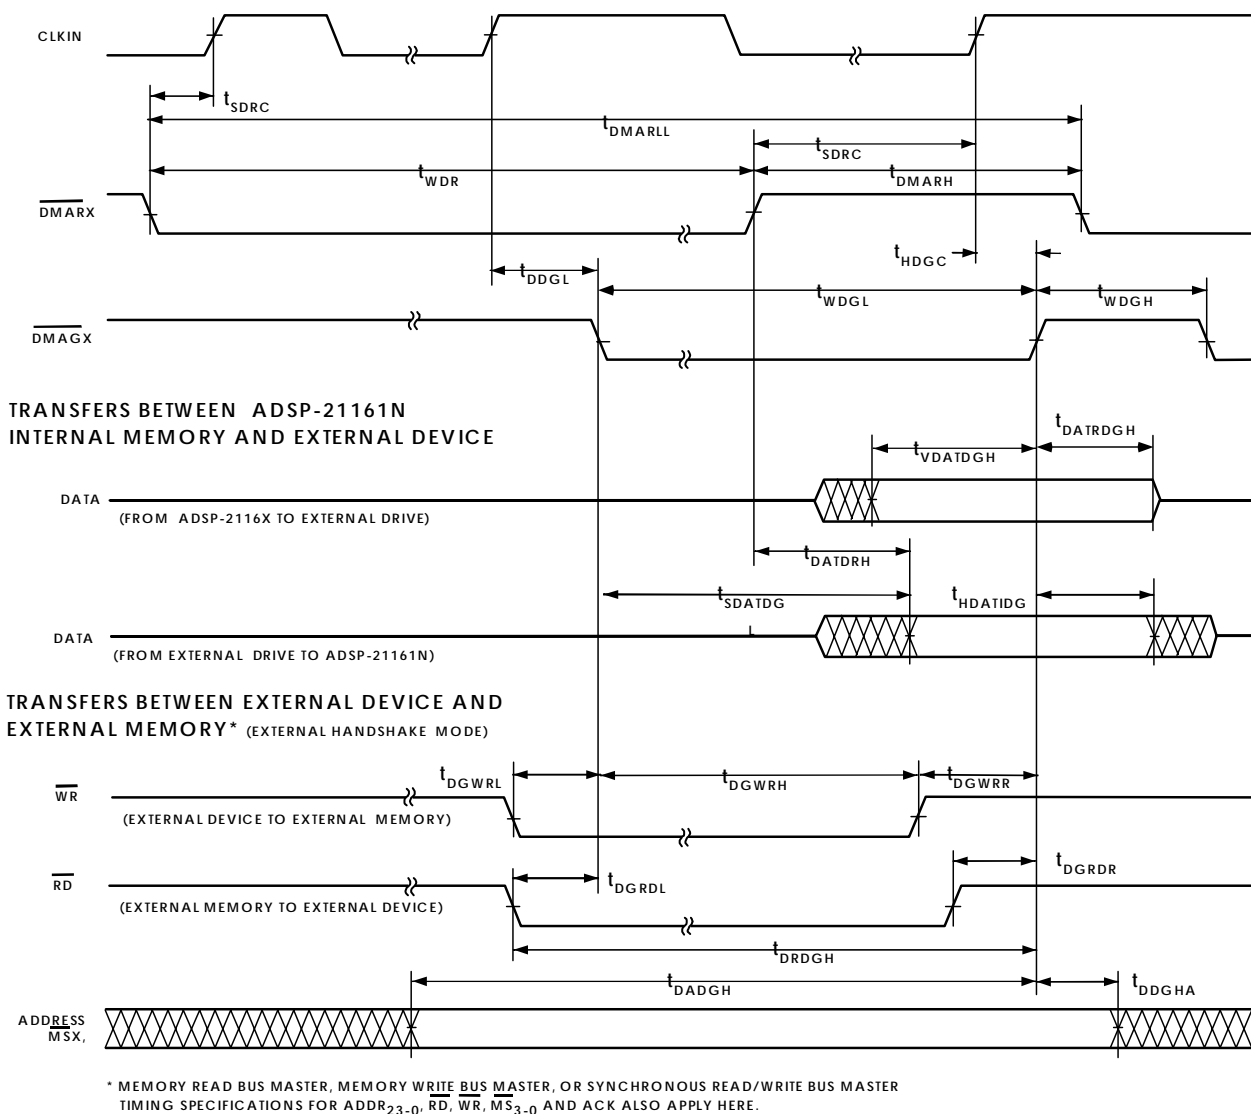 CLKIN
tSDRC
tDMARLL
tSDRC
tWDR
tDMARH
DMARX
tHDGC
tDDGL
tWDGL
tWDGH
DMAGX
TRANSFERS BETWEEN ADSP-21161N
INTERNAL MEMORY AND EXTERNAL DEVICE
tDATRDGH
tVDATDGH
DATA
(FROM ADSP-2116X TO EXTERNAL DRIVE)
tDATDRH
tSDATDG
tHDATIDG
L
DATA
(FROM EXTERNAL DRIVE TO ADSP-21161N)
TRANSFERS BETWEEN EXTERNAL DEVICE AND
EXTERNAL MEMORY* (EXTERNAL HANDSHAKE MODE)
tDGWRL
tDGWRH
tDGWRR
WR
(EXTERNAL DEVICE TO EXTERNAL MEMORY)
tDGRDR
RD
tDGRDL
(EXTERNAL MEMORY TO EXTERNAL DEVICE)
tDRDGH
tDADGH
tDDGHA
ADDRESS
MSX,
* MEMORY READ BUS MASTER, MEMORY WRITE BUS MASTER, OR SYNCHRONOUS READ/WRITE BUS MASTER
TIMING SPECIFICATIONS FOR ADDR23-0, RD, WR, MS3-0 AND ACK ALSO APPLY HERE.